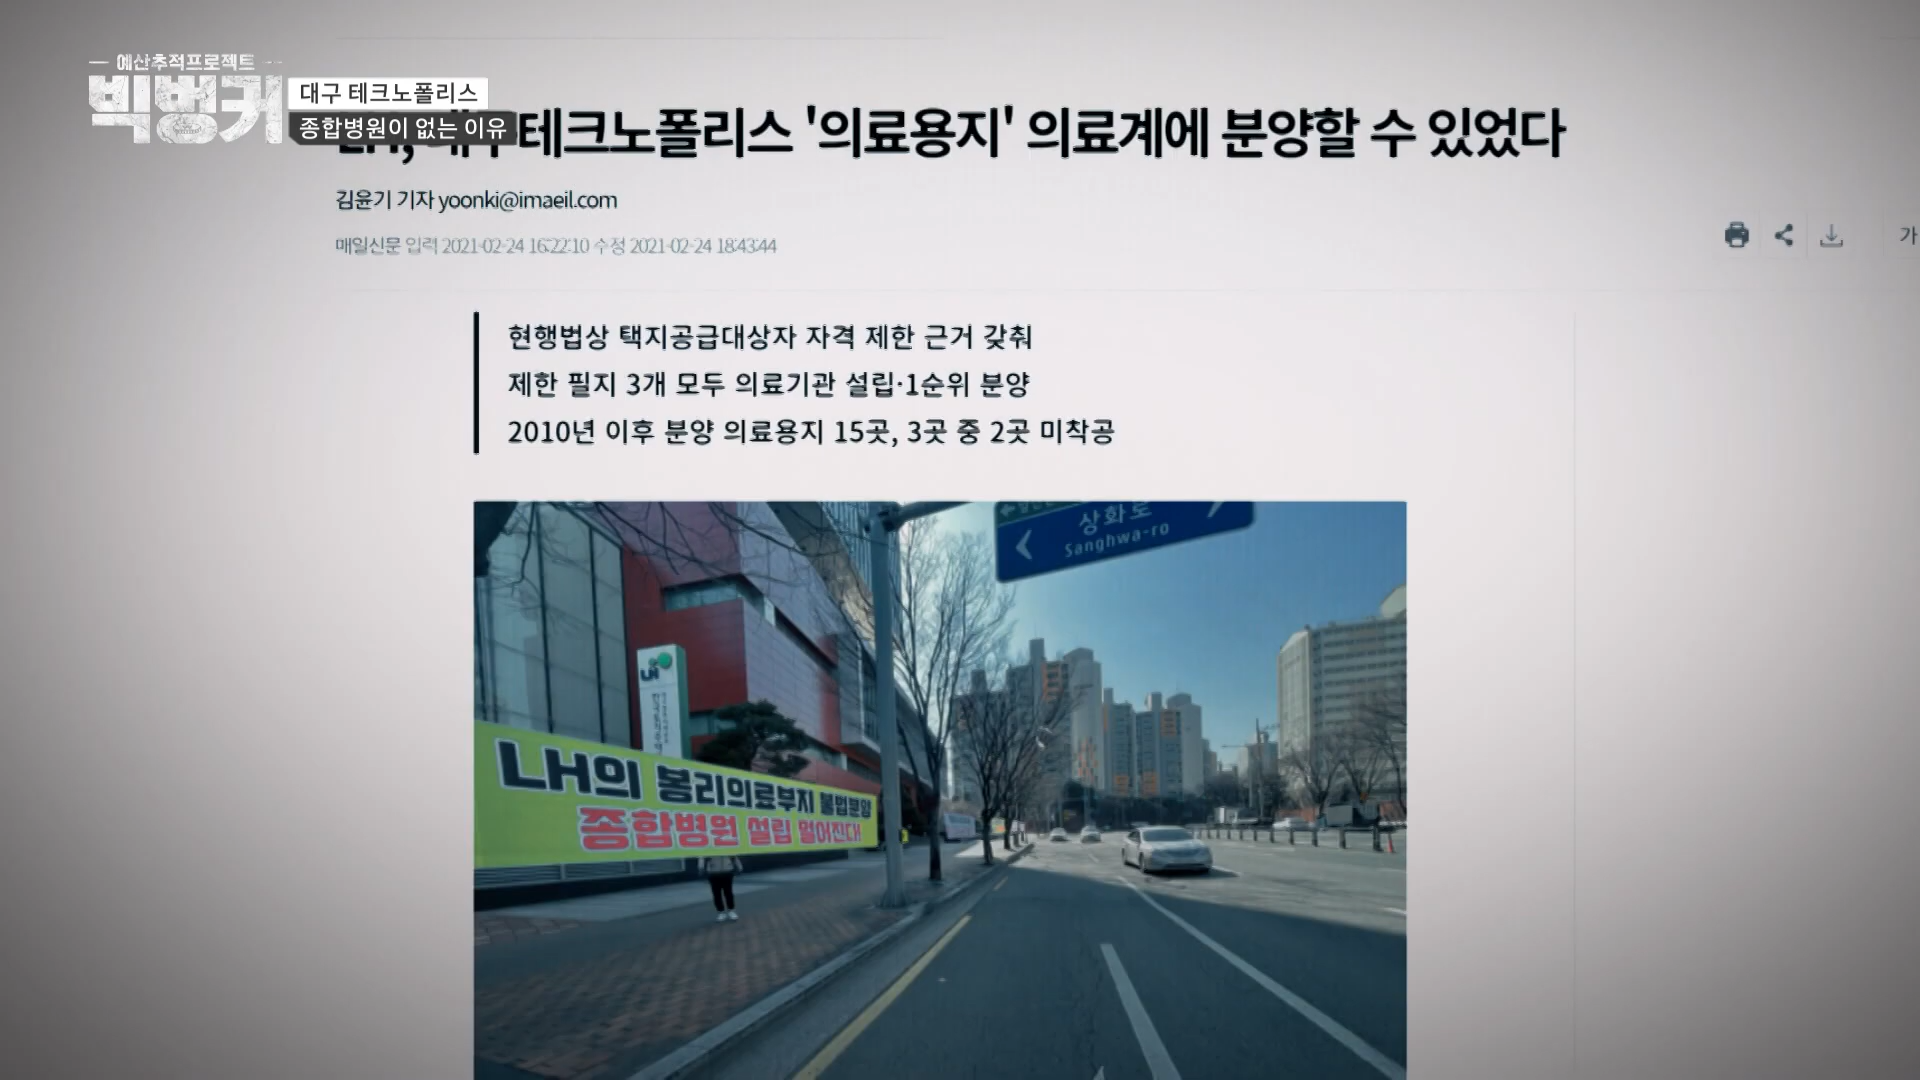 예산추적프로젝트
빅벙커
대구 테크노폴리스
종합병원이 없는 이유
테크노폴리스 '의료용지' 의료계에 분양할 수 있었다
김윤기 기자 yoonki@imaeil.com
매일신문 입력 2021-02-24 16:22:10 수정 2021-02-24 18:43:44
가
현행법상 택지공급대상자 자격 제한 근거 갖춰
제한 필지 3개 모두 의료기관 설립·1순위 분양
2010년 이후 분양 의료용지 15곳, 3곳 중 2곳 미착공
상화로
Sanghwa-ro
LH
LH의 봉리의료부지 불법분양
종합병원 설립 멀어진다!